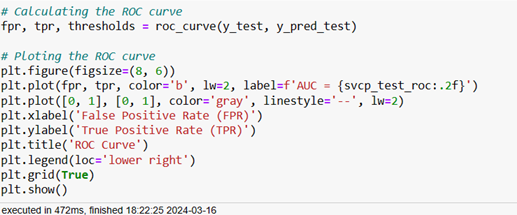 # Calculating the ROC curve
fpr, tpr, thresholds = roc_curve(y_test, y_pred_test)
# Ploting the ROC curve
plt.figure(figsize=(8, 6))
plt.plot(fpr, tpr, color='b', lw=2, label=f'AUC = {svcp_test_roc:.2f}')
plt.plot([0, 1], [0, 1], color='gray', linestyle='--', lw=2)
plt.xlabel('False Positive Rate (FPR)')
plt.ylabel('True Positive Rate (TPR)')
plt.title('ROC Curve')
plt.legend(loc='lower right')
plt.grid(True)
plt.show()
executed in 472ms, finished 18:22:25 2024-03-16